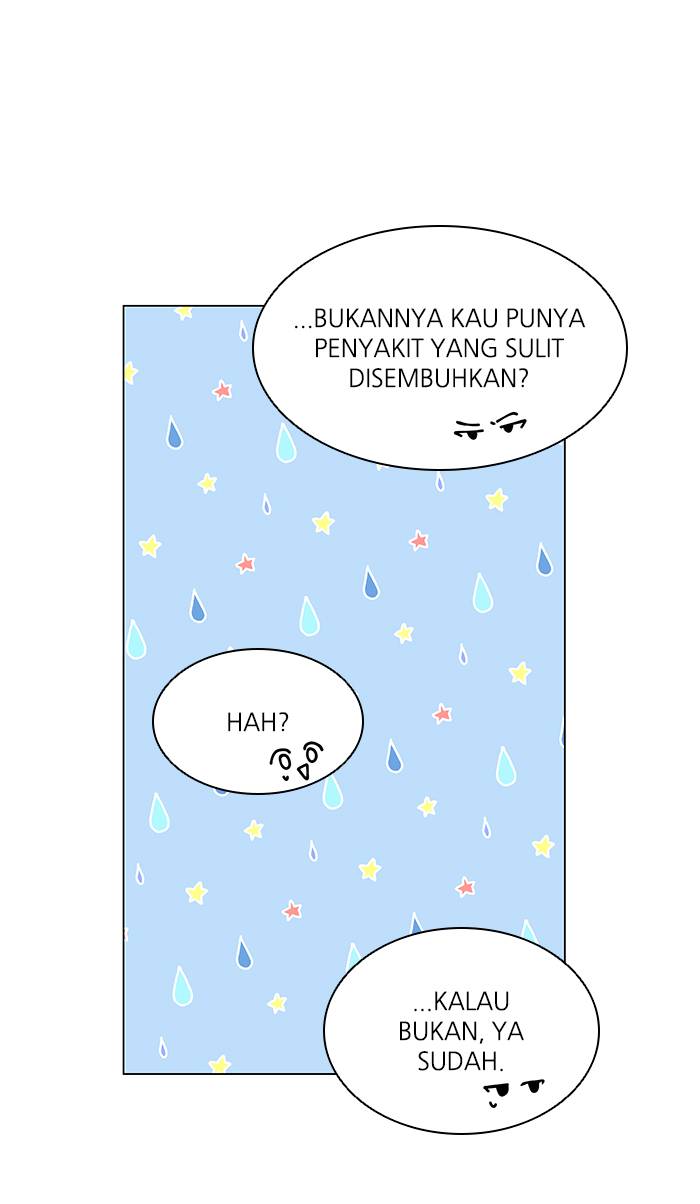 ...BUKANNYA KAU PUNYA
PENYAKIT YANG SULIT
DISEMBUHKAN?
HAH?
...KALAU
BUKAN, YA
SUDAH.